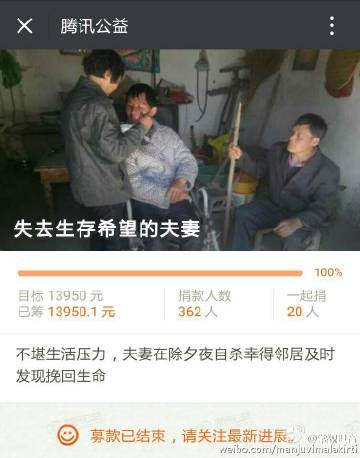 腾讯公益
失去生存希望的夫妻
100%
目标 13950 元
已筹 13950.1 元
捐款人数
362 人
一起捐
20 人
不堪生活压力，夫妻在除夕夜自杀幸得邻居及时
发现挽回生命
募款已结束，请关注最新进展
weibo.com/manjuvimalakirti